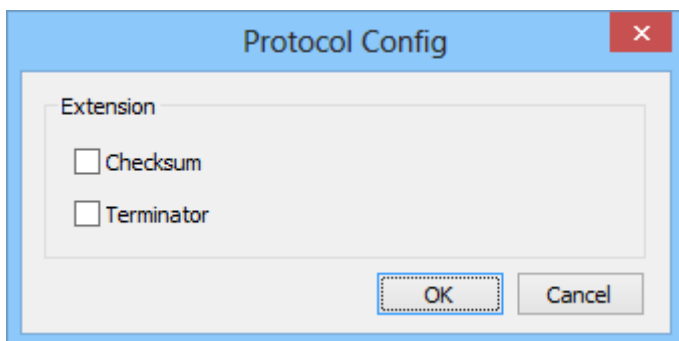 Protocol Config
Extension
Checksum
Terminator
OK Cancel